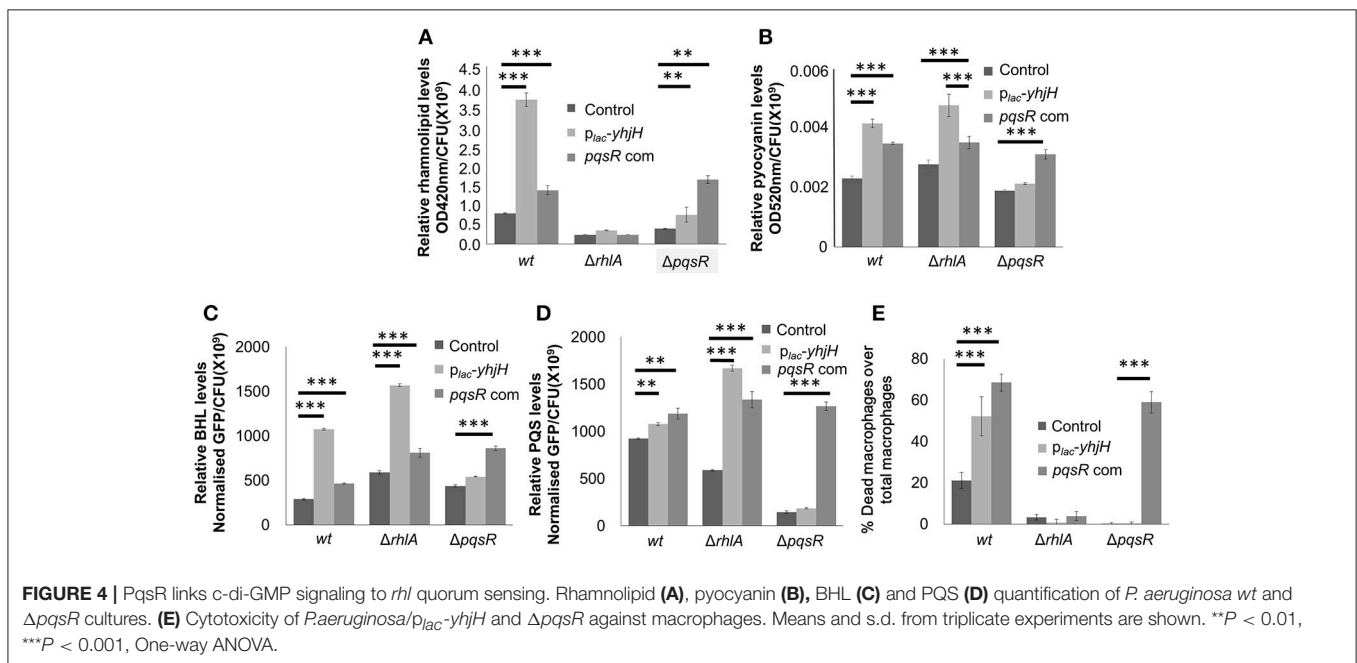 A
Relative rhamnolipid levels
OD420nm/CFU(X10⁹)
4.5
4.0
3.5
3.0
2.5
2.0
1.5
1.0
0.5
0.0
***
***
**
**
Control
plac-yhjH
pqsR com
wt
ΔrhlA
ΔpqsR
B
Relative pyocyanin levels
OD520nm/CFU(X10⁹)
0.006
0.004
0.002
0
***
***
***
***
***
Control
plac-yhjH
pqsR com
wt
ΔrhlA
ΔpqsR
C
Relative BHL levels
Normalised GFP/CFU(X10⁹)
2000
1500
1000
500
0
***
***
***
***
***
Control
plac-yhjH
pqsR com
wt
ΔrhlA
ΔpqsR
D
Relative PQS levels
Normalised GFP/CFU(X10⁹)
2000
1500
1000
500
0
**
**
***
***
***
Control
plac-yhjH
pqsR com
wt
ΔrhlA
ΔpqsR
E
% Dead macrophages over
total macrophages
80
60
40
20
0
***
***
***
Control
plac-yhjH
pqsR com
wt
ΔrhlA
ΔpqsR
FIGURE 4 | PqsR links c-di-GMP signaling to rhl quorum sensing. Rhamnolipid (A), pyocyanin (B), BHL (C) and PQS (D) quantification of P. aeruginosa wt and
ΔpqsR cultures. (E) Cytotoxicity of P.aeruginosa/plac-yhjH and ΔpqsR against macrophages. Means and s.d. from triplicate experiments are shown. **P < 0.01,
***P < 0.001, One-way ANOVA.